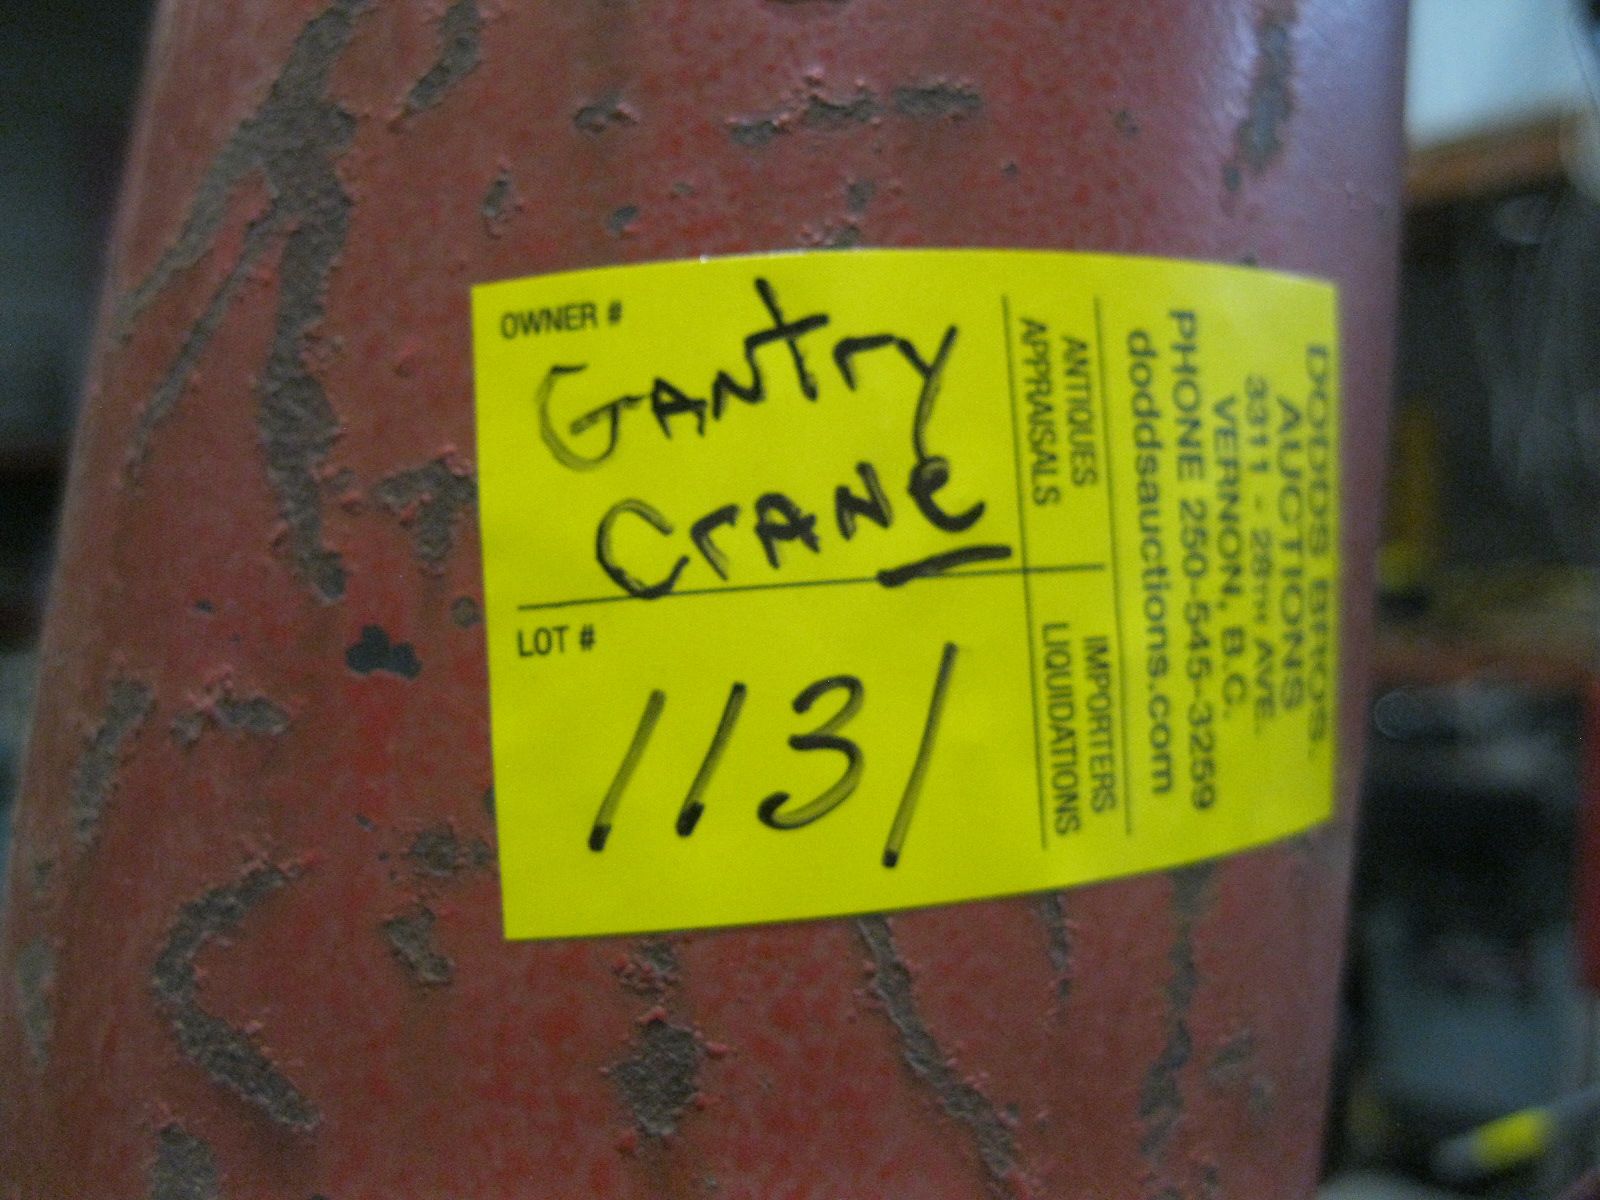 OWNER #
Gantry
Crane
LOT #
1131
ANTIQUES
APPRAISALS
IMPORTERS
LIQUIDATIONS
DODDS BROS.
AUCTIONS
3311 - 28TH AVE.
VERNON, B.C.
PHONE 250-545-3259
doddsauctions.com